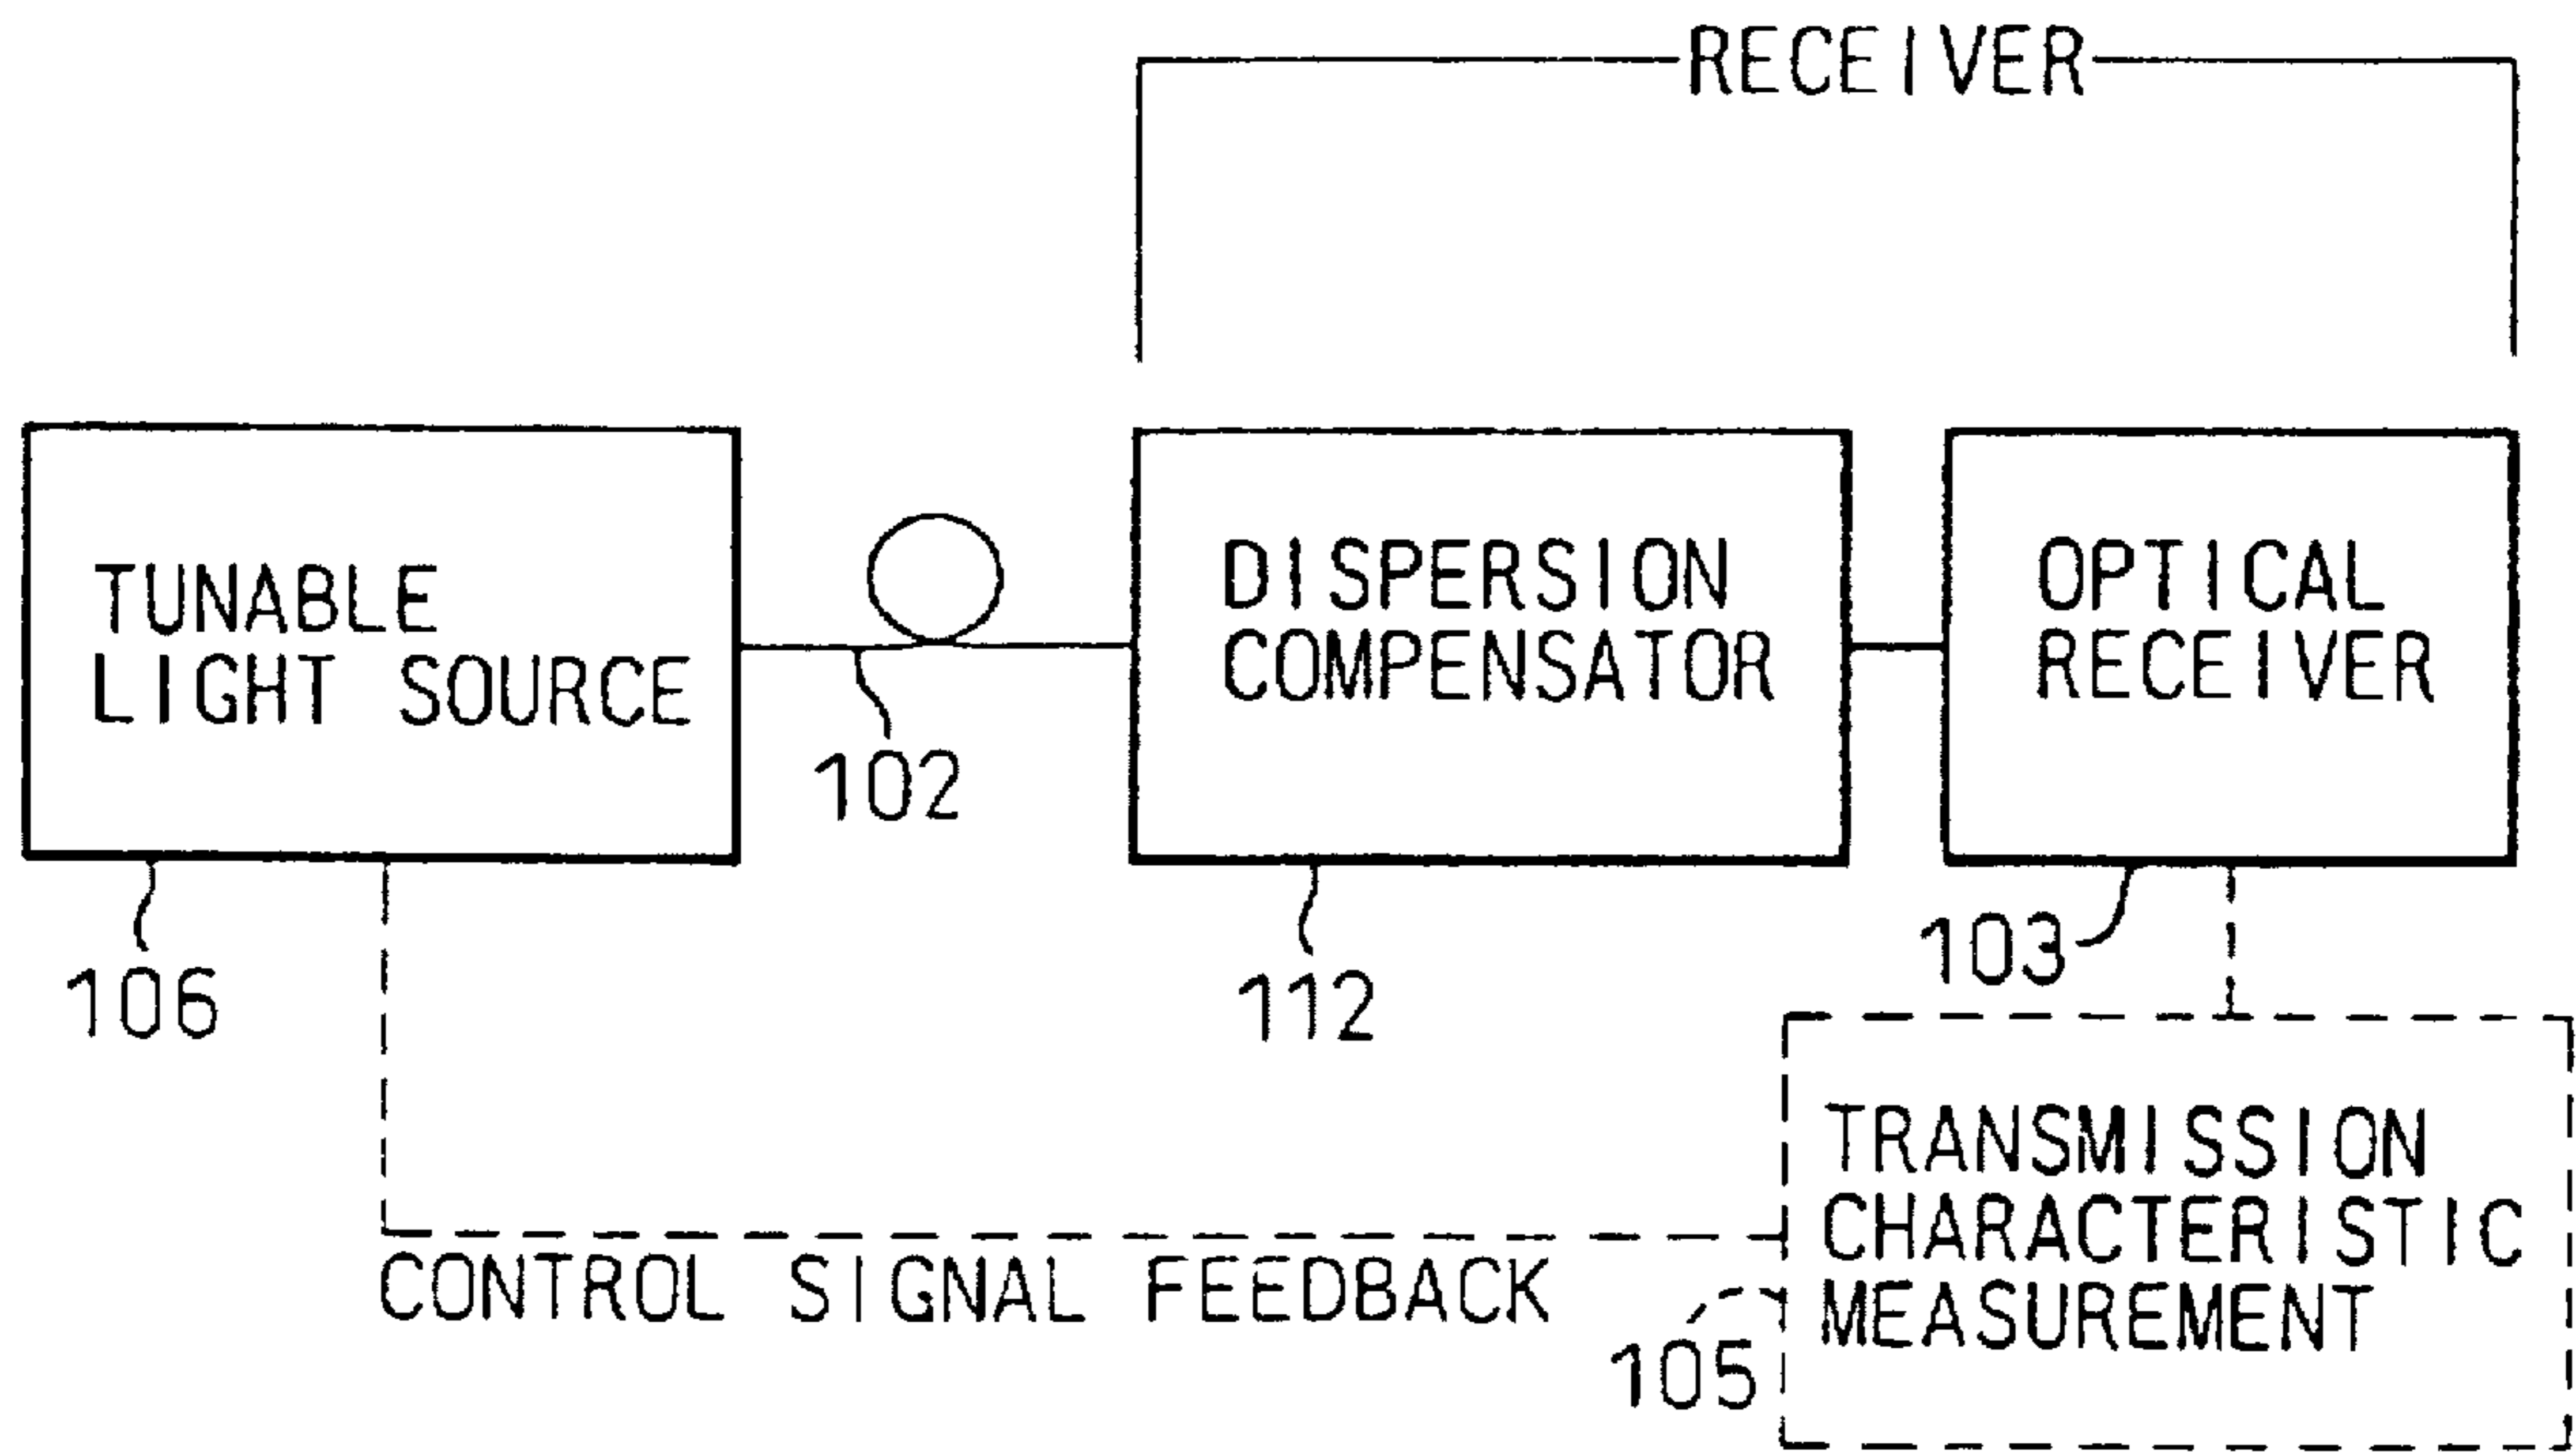 RECEIVER
TUNABLE
LIGHT SOURCE
102
DISPERSION
COMPENSATOR
OPTICAL
RECEIVER
106
112
103
TRANSMISSION
CHARACTERISTIC
MEASUREMENT
CONTROL SIGNAL FEEDBACK
105